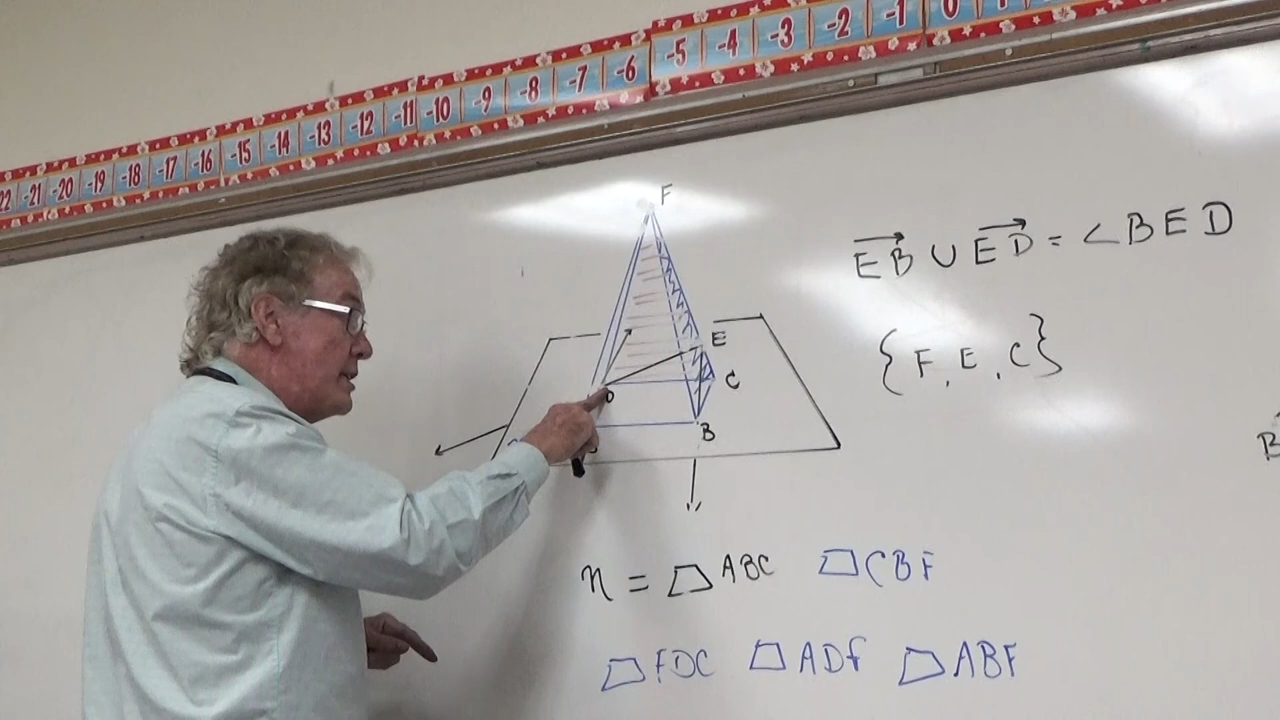 22 -21 -20 -19 -18 -17 -16 -15 -14 -13 -12 -11 -10 -9 -8 -7 -6 -5 -4 -3 -2 -1 0
F
E
C
D
B
EB ∪ ED = ∠BED
{F, E, C}
B
n = ▱ ABC ▱ CBF
▱ FDC ▱ ADf ▱ ABF